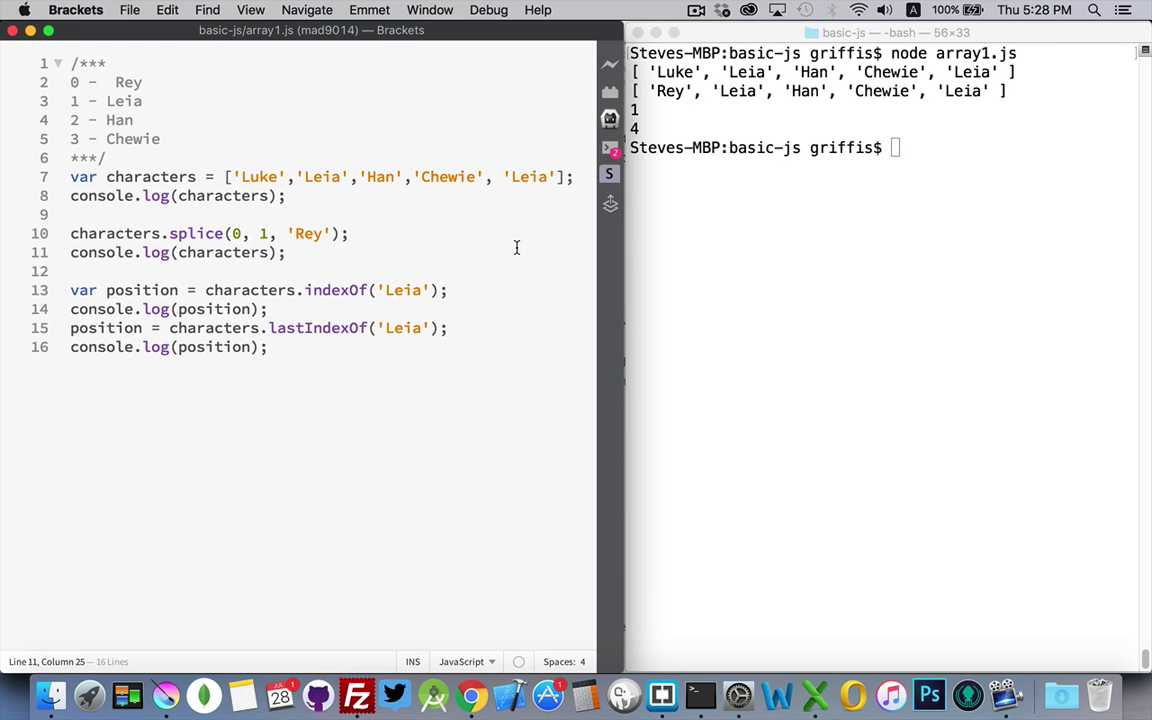 Brackets File Edit Find View Navigate Emmet Window Debug Help A 100% Thu 5:28 PM
basic-js/array1.js (mad9014) — Brackets
basic-js — -bash — 56×33
1 /***
2 0 -  Rey
3 1 - Leia
4 2 - Han
5 3 - Chewie
6 ***/
7 var characters = ['Luke','Leia','Han','Chewie', 'Leia'];
8 console.log(characters);
9
10 characters.splice(0, 1, 'Rey');
11 console.log(characters);
12
13 var position = characters.indexOf('Leia');
14 console.log(position);
15 position = characters.lastIndexOf('Leia');
16 console.log(position);
2
S
Steves-MBP:basic-js griffis$ node array1.js
[ 'Luke', 'Leia', 'Han', 'Chewie', 'Leia' ]
[ 'Rey', 'Leia', 'Han', 'Chewie', 'Leia' ]
1
4
Steves-MBP:basic-js griffis$
Line 11, Column 25 — 16 Lines
INS JavaScript Spaces: 4
JUL 28 1 Fz 1 W X O Ps